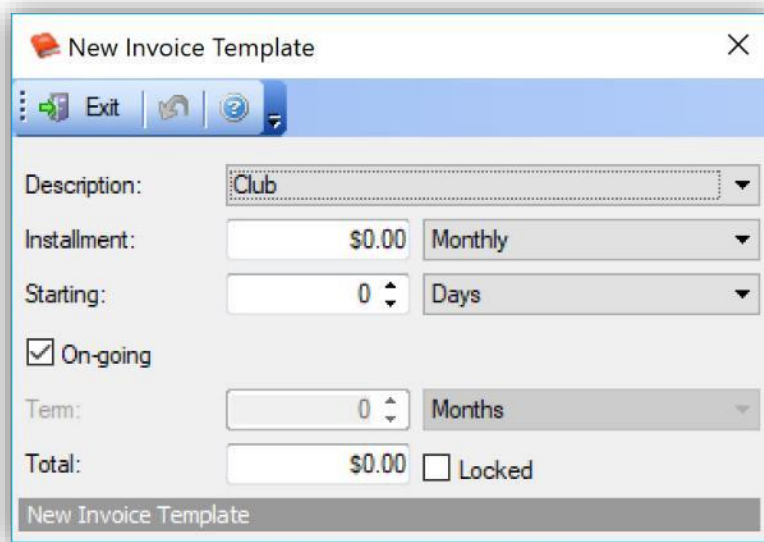 New Invoice Template
Exit
Description: Club
Installment: $0.00 Monthly
Starting: 0 Days
On-going
Term: 0 Months
Total: $0.00 Locked
New Invoice Template